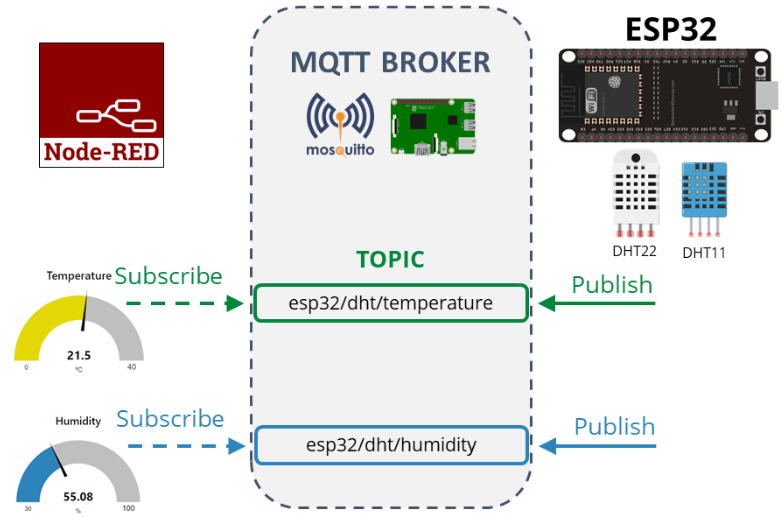 ESP32
MQTT BROKER
Node-RED
mosquitto
WiFi
DHT22
DHT11
TOPIC
Temperature
Subscribe
esp32/dht/temperature
Publish
21.5
0
°C
40
Humidity
Subscribe
esp32/dht/humidity
Publish
55.08
30
%
100